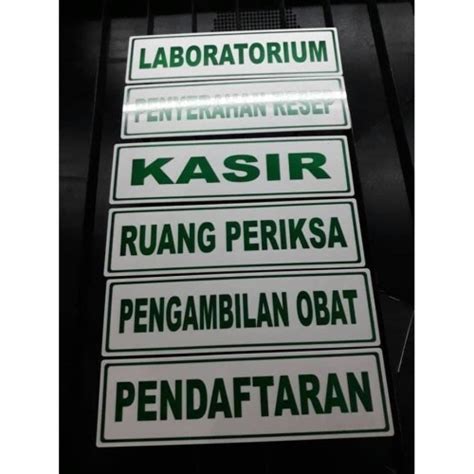 LABORATORIUM
PENYERAHAN RESEP
KASIR
RUANG PERIKSA
PENGAMBILAN OBAT
PENDAFTARAN